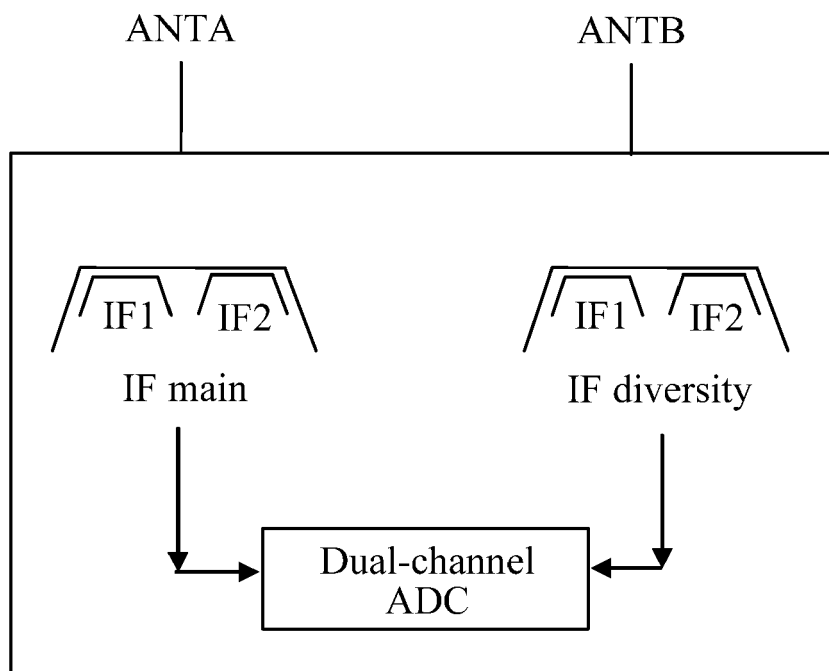 ANTA
ANTB
IF1
IF2
IF1
IF2
IF main
IF diversity
Dual-channel
ADC